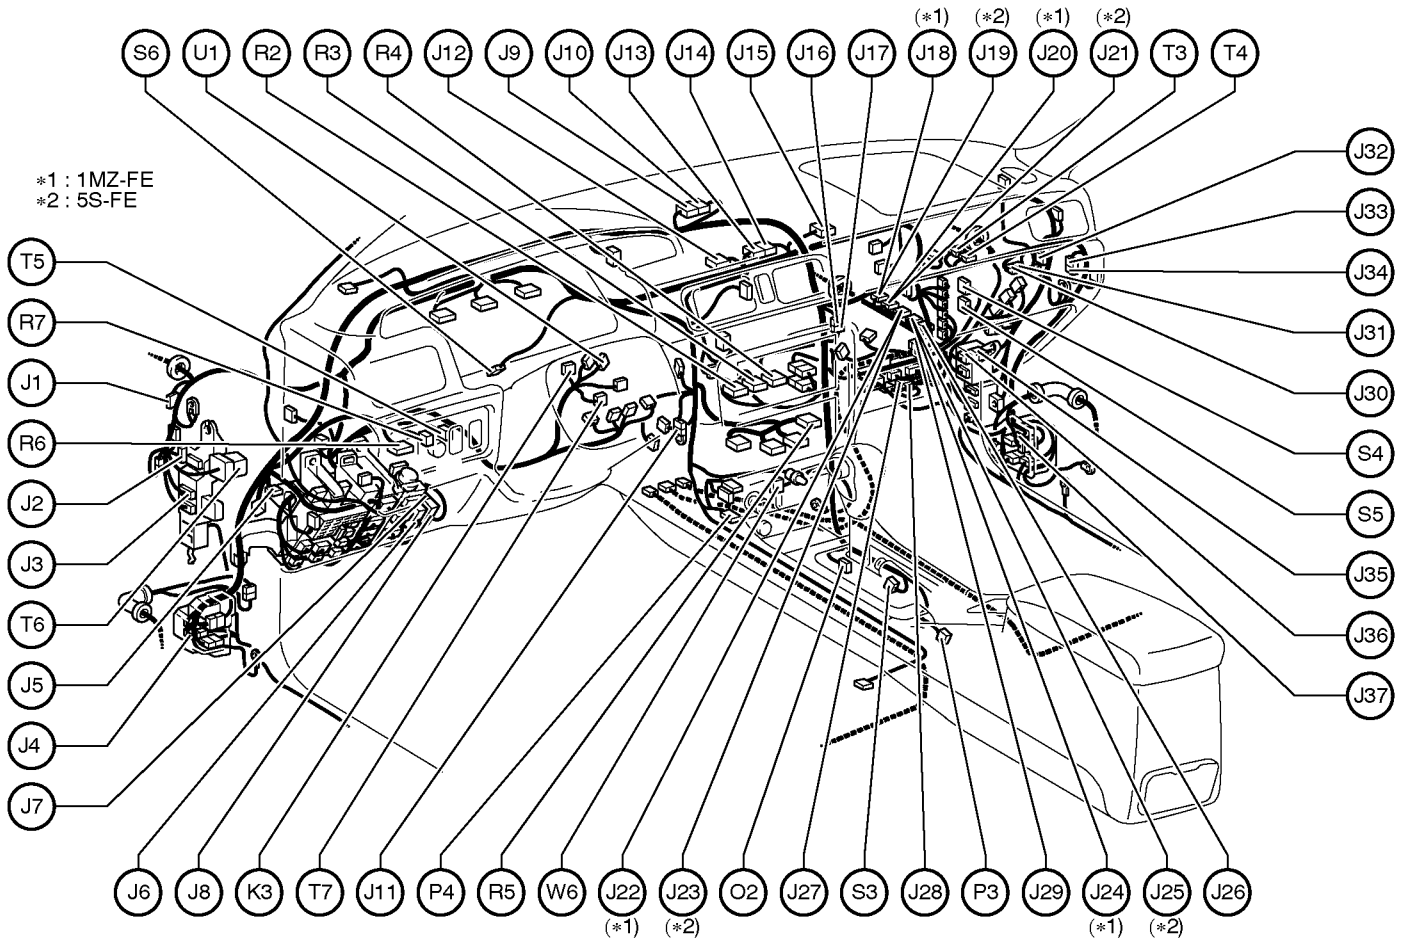 (∗1) (∗2) (∗1) (∗2)
S6 U1 R2 R3 R4 J12 J9 J10 J13 J14 J15 J16 J17 J18 J19 J20 J21 T3 T4
J32
∗1 : 1MZ-FE
∗2 : 5S-FE
J33
T5
J34
R7
J31
J1
J30
R6
S4
J2
S5
J3
J35
T6
J36
J5
J37
J4
J7
J6 J8 K3 T7 J11 P4 R5 W6 J22 J23 O2 J27 S3 J28 P3 J29 J24 J25 J26
(∗1) (∗2) (∗1) (∗2)